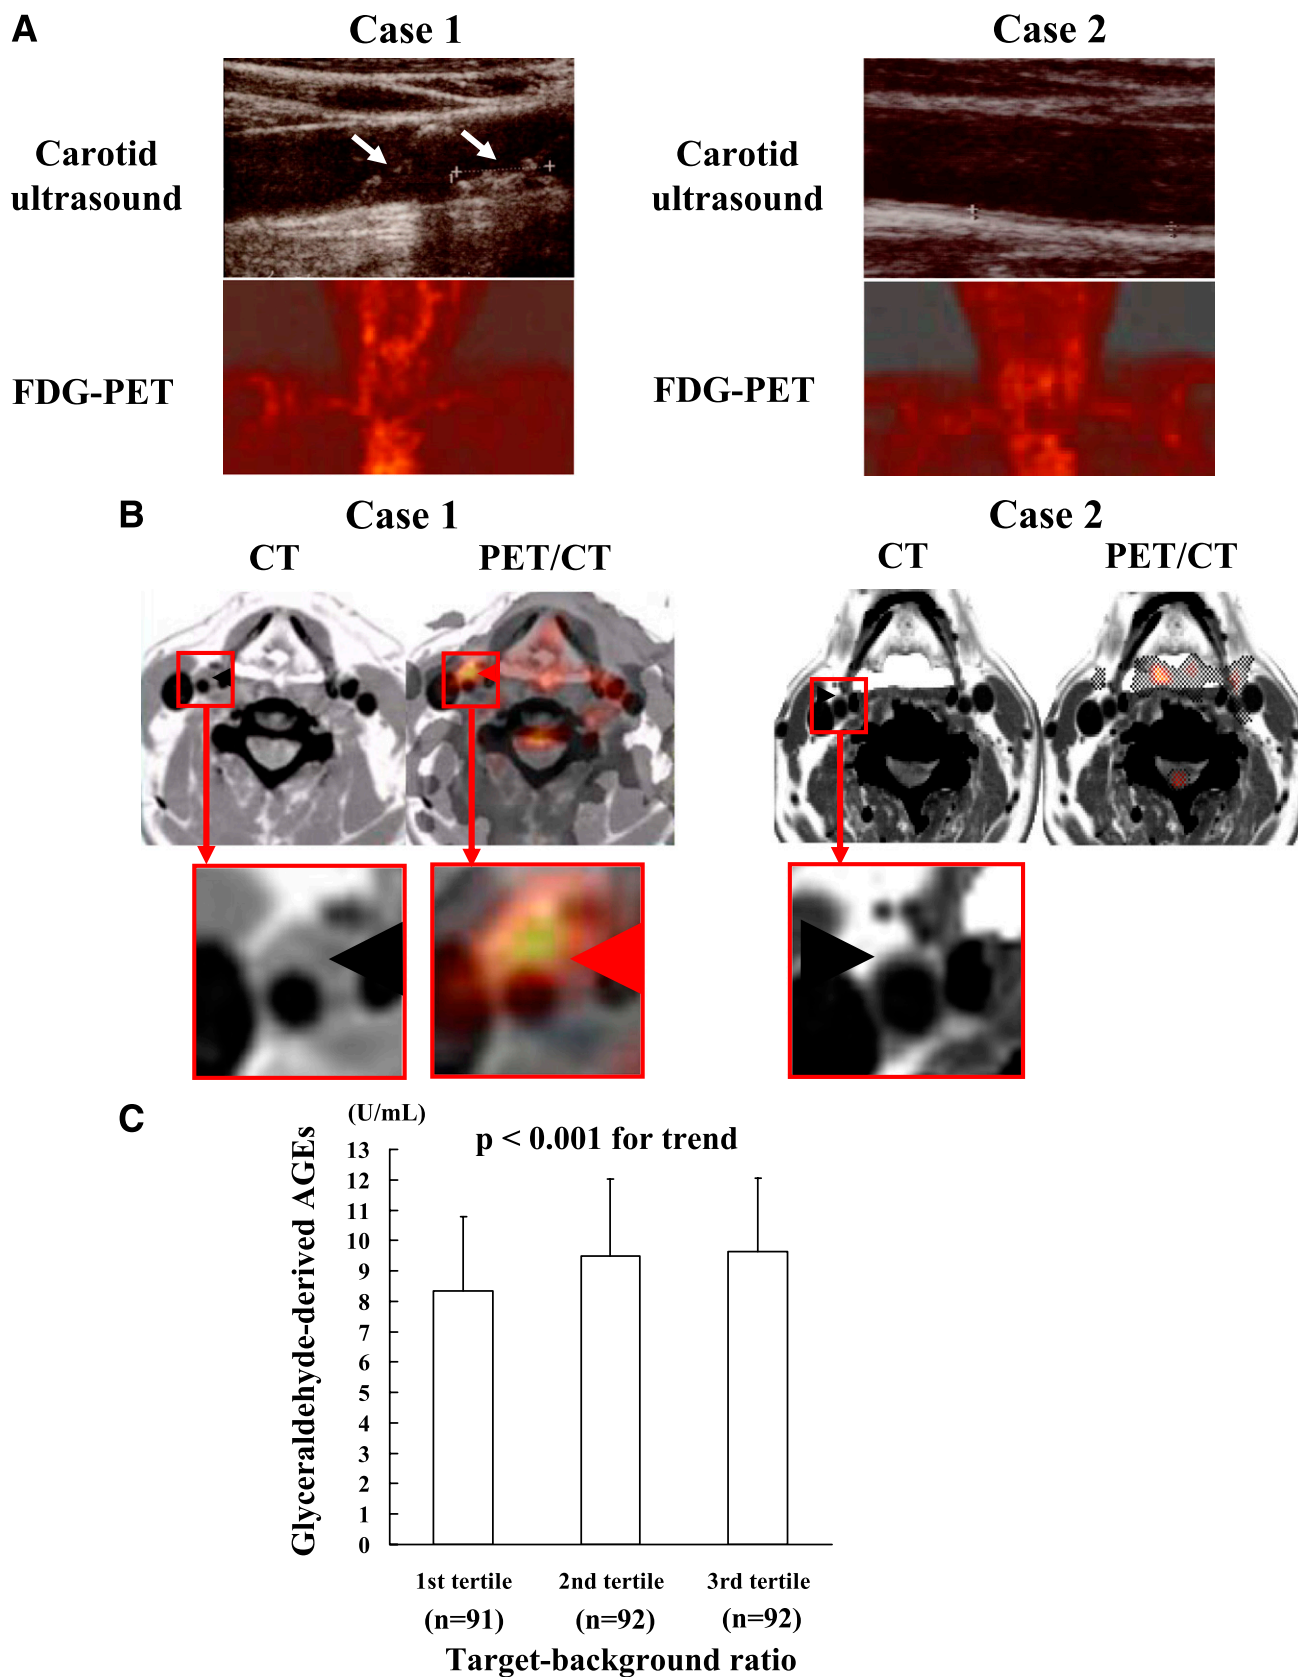 A
Case 1
Case 2
Carotid
ultrasound
Carotid
ultrasound
FDG-PET
FDG-PET
B
Case 1
Case 2
CT
PET/CT
CT
PET/CT
C
(U/mL)
p < 0.001 for trend
Glyceraldehyde-derived AGEs
13
12
11
10
9
8
7
6
5
4
3
2
1
0
1st tertile
2nd tertile
3rd tertile
(n=91)
(n=92)
(n=92)
Target-background ratio